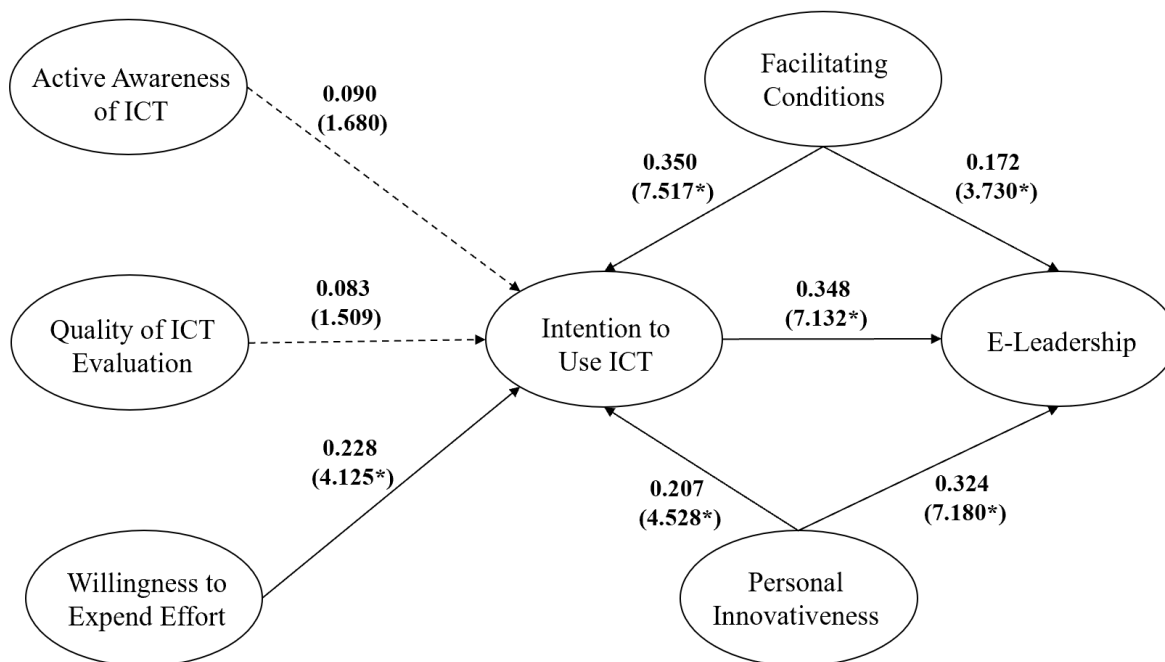 Active Awareness
of ICT
0.090
(1.680)
Facilitating
Conditions
0.350
(7.517*)
0.172
(3.730*)
Quality of ICT
Evaluation
0.083
(1.509)
Intention to
Use ICT
0.348
(7.132*)
E-Leadership
0.228
(4.125*)
0.207
(4.528*)
0.324
(7.180*)
Willingness to
Expend Effort
Personal
Innovativeness